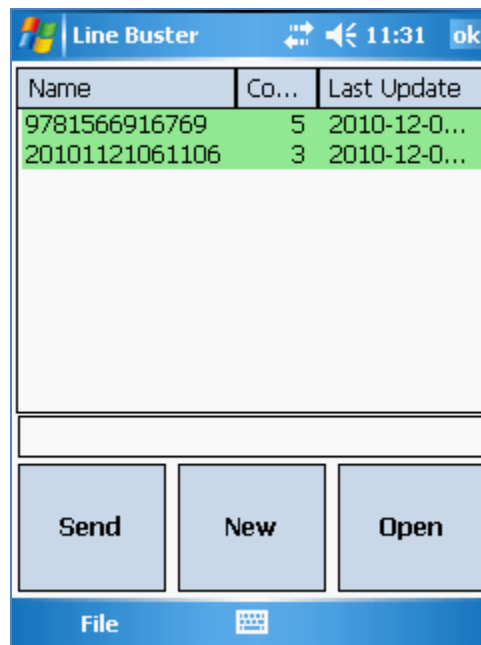 Line Buster 11:31 ok
Name Co... Last Update
9781566916769 5 2010-12-0...
20101121061106 3 2010-12-0...
Send New Open
File